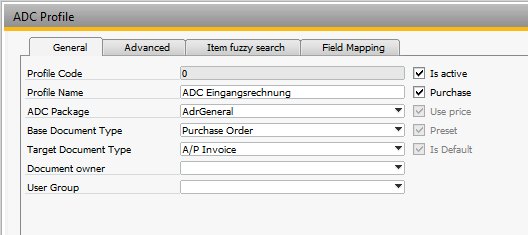 ADC Profile
General Advanced Item fuzzy search Field Mapping
Profile Code 0 Is active
Profile Name ADC Eingangsrechnung Purchase
ADC Package AdrGeneral Use price
Base Document Type Purchase Order Preset
Target Document Type A/P Invoice Is Default
Document owner
User Group